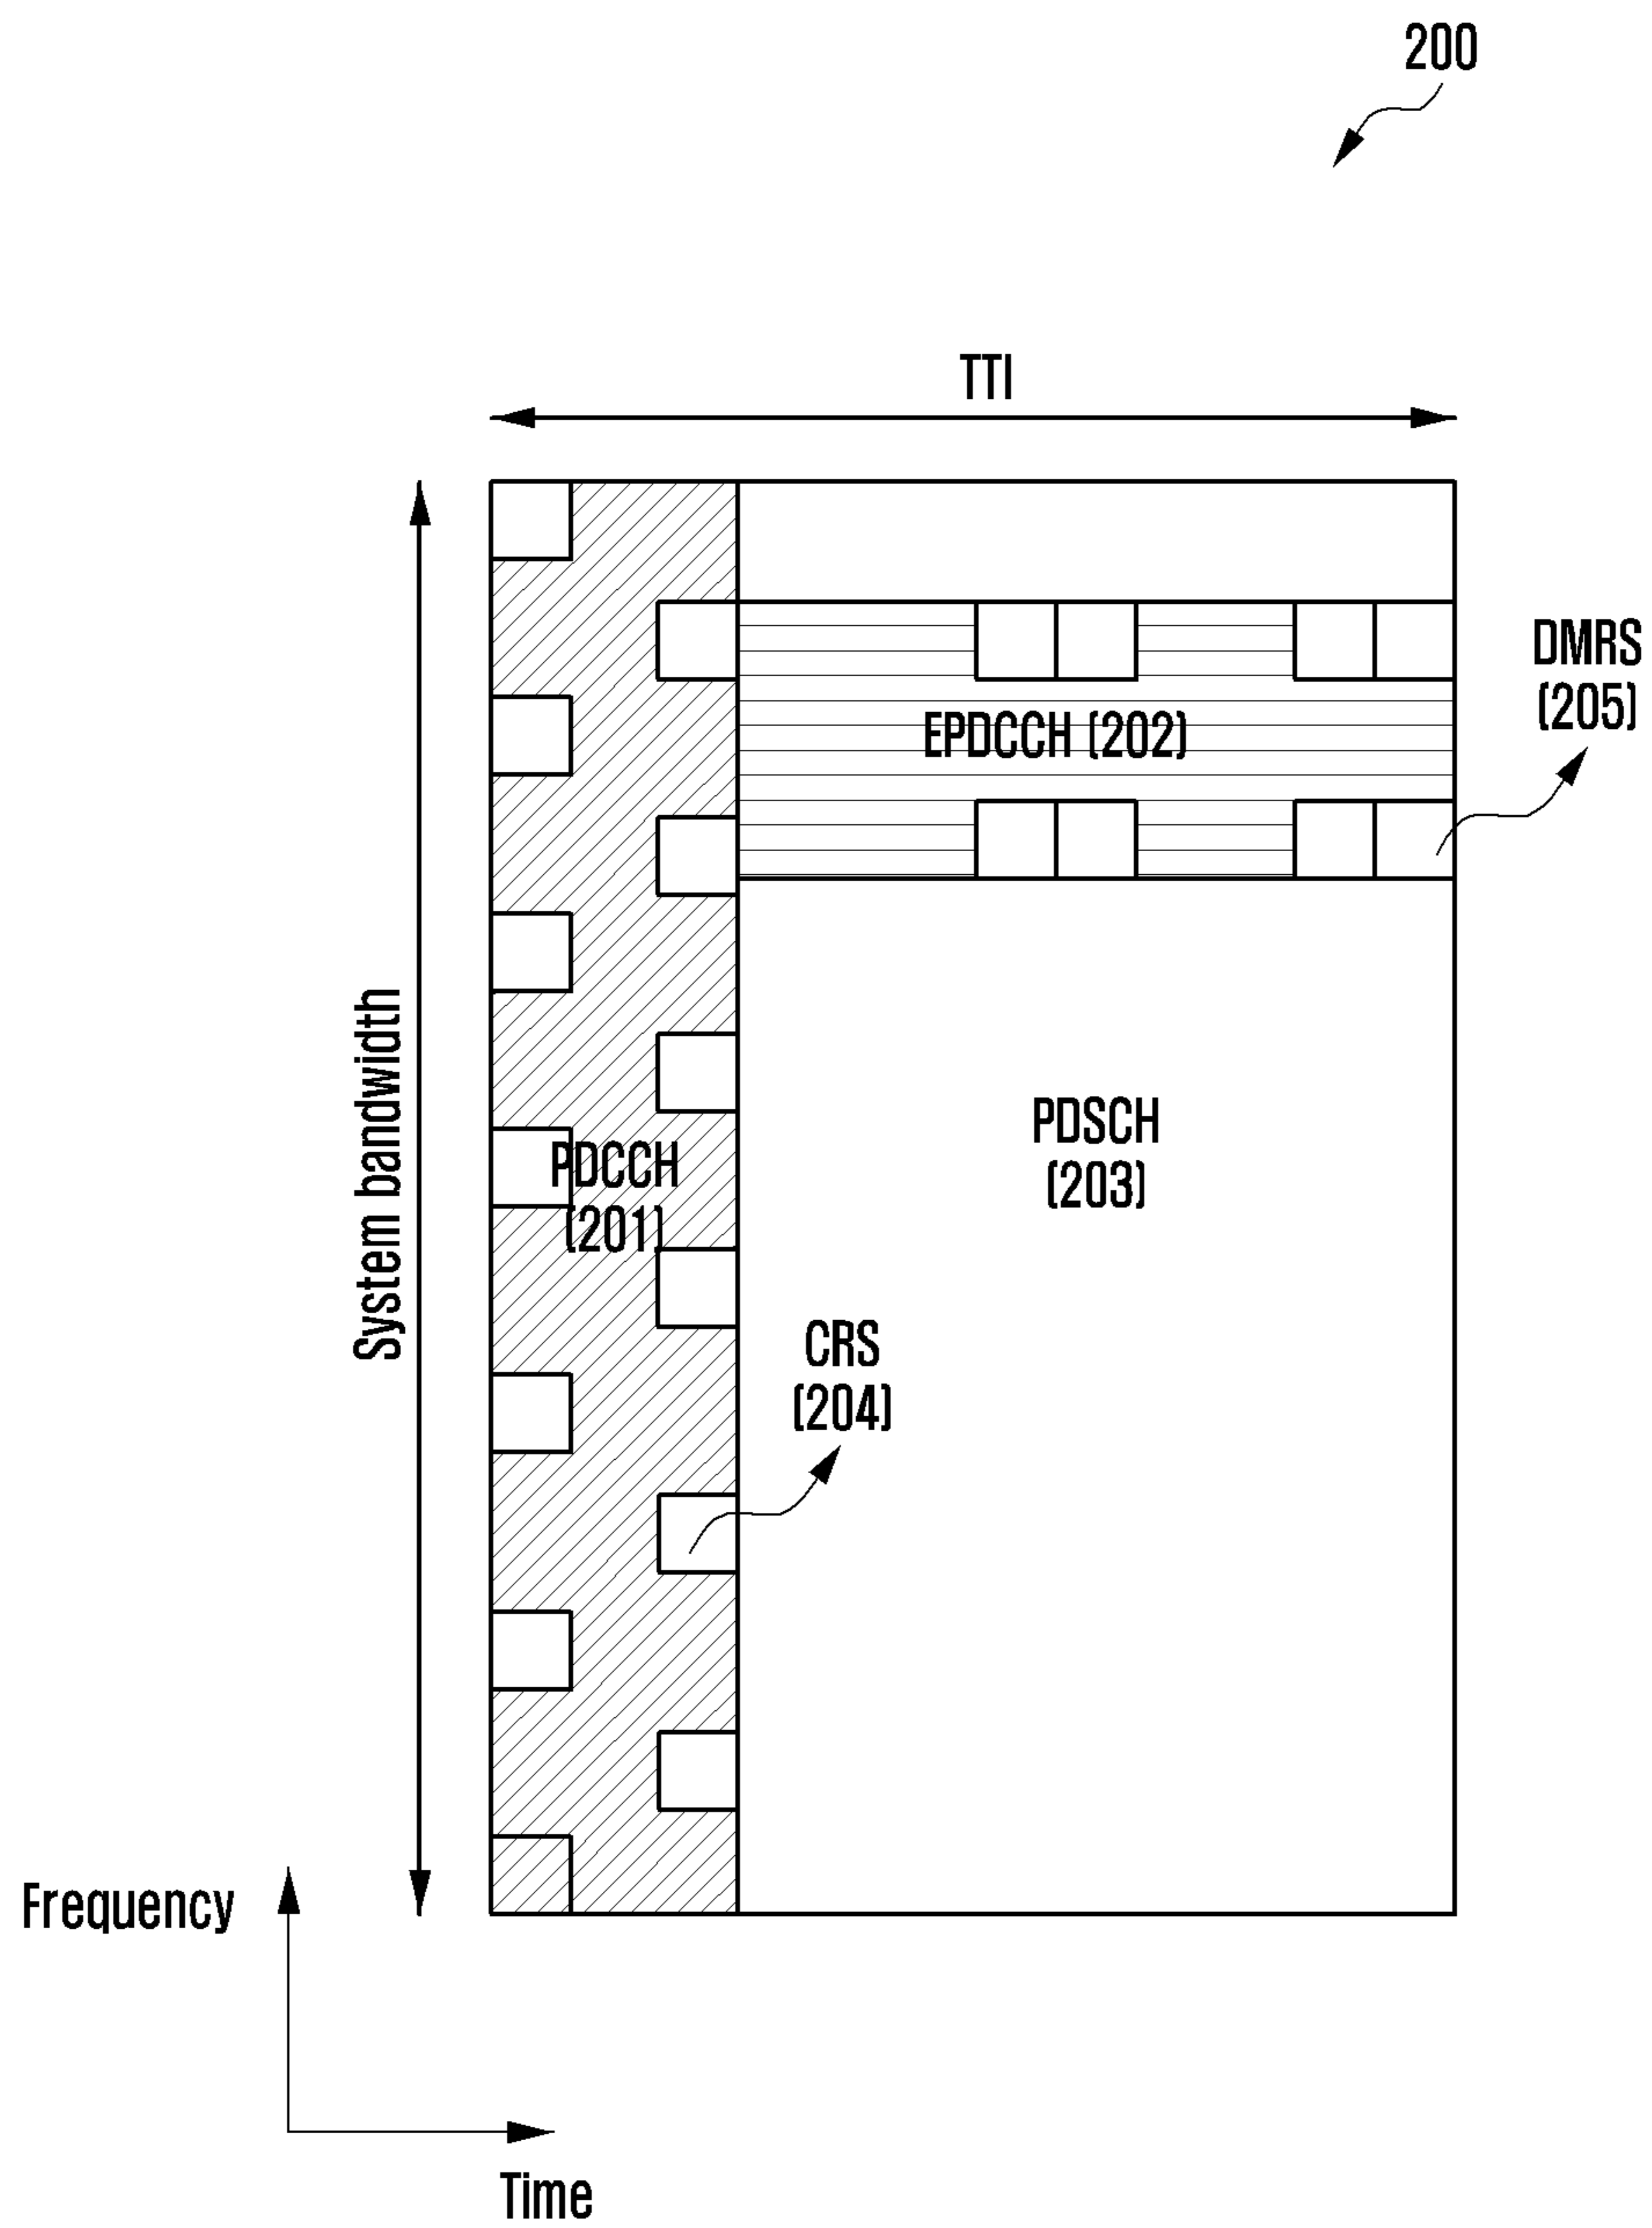 200
TTI
DMRS
(205)
EPDCCH (202)
System bandwidth
PDSCH
(203)
PDCCH
(201)
CRS
(204)
Frequency
Time